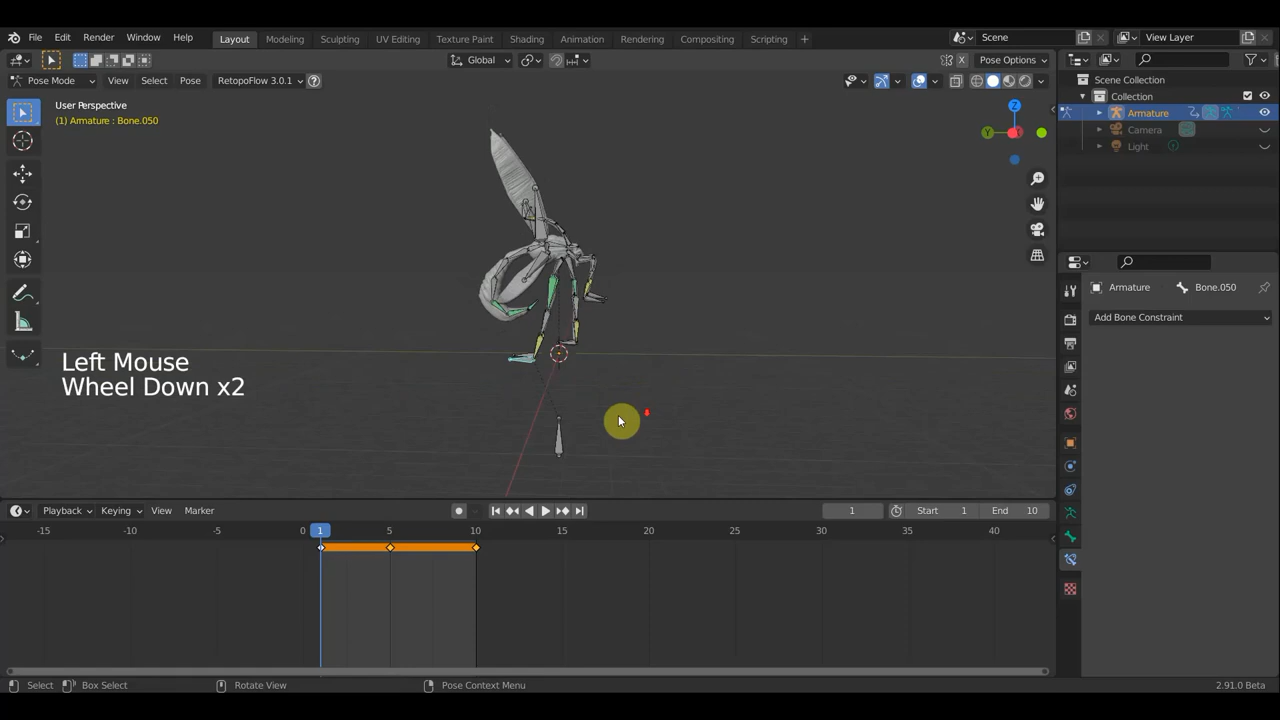 File Edit Render Window Help Layout Modeling Sculpting UV Editing Texture Paint Shading Animation Rendering Compositing Scripting + Scene View Layer
Global Pose Options
Pose Mode View Select Pose RetopoFlow 3.0.1
User Perspective
(1) Armature : Bone.050
Z
Y
Scene Collection
Collection
Armature
Camera
Light
Armature Bone.050
Add Bone Constraint
Left Mouse
Wheel Down x2
Playback Keying View Marker 1 Start 1 End 10
-15 -10 -5 0 1 5 10 15 20 25 30 35 40
Select Box Select Rotate View Pose Context Menu 2.91.0 Beta